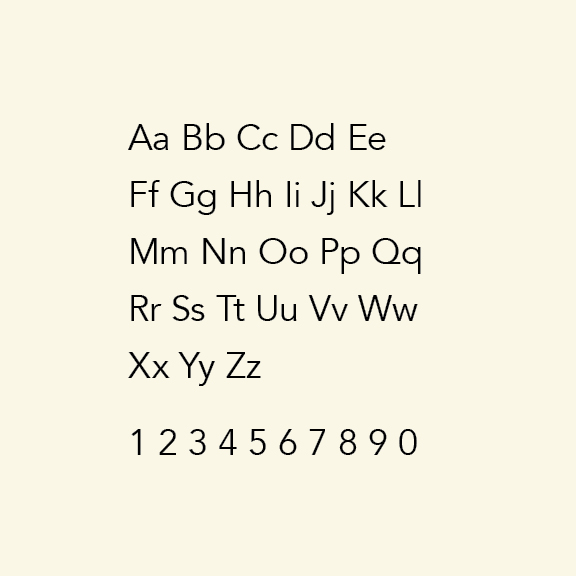 Aa Bb Cc Dd Ee
Ff Gg Hh Ii Jj Kk Ll
Mm Nn Oo Pp Qq
Rr Ss Tt Uu Vv Ww
Xx Yy Zz
1 2 3 4 5 6 7 8 9 0